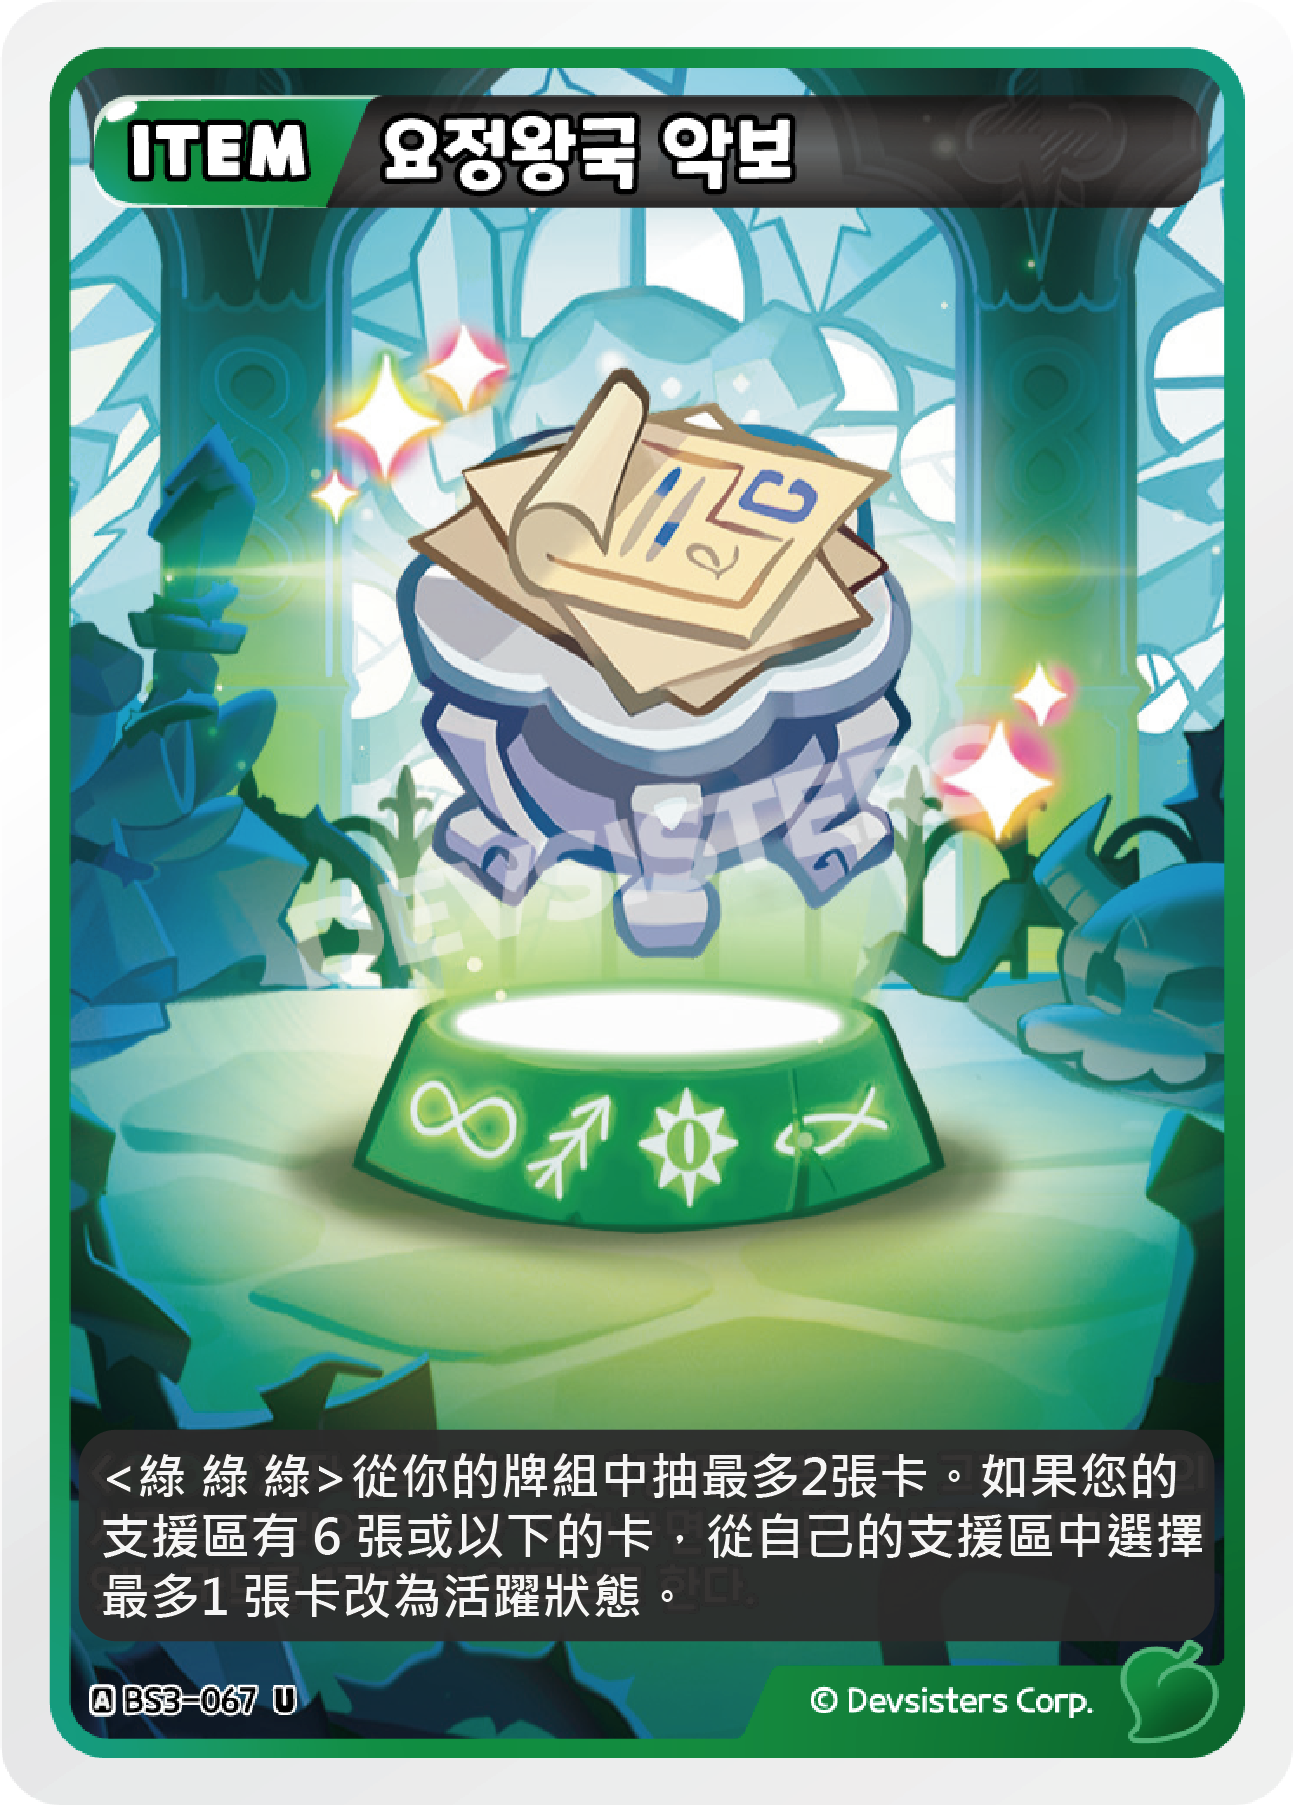 ITEM 요정왕국 악보
DEVSISTERS
<綠 綠 綠>從你的牌組中抽最多2張卡。如果您的
支援區有 6 張或以下的卡，從自己的支援區中選擇
最多1 張卡改為活躍狀態。
한다.
A BS3-067 U
© Devsisters Corp.